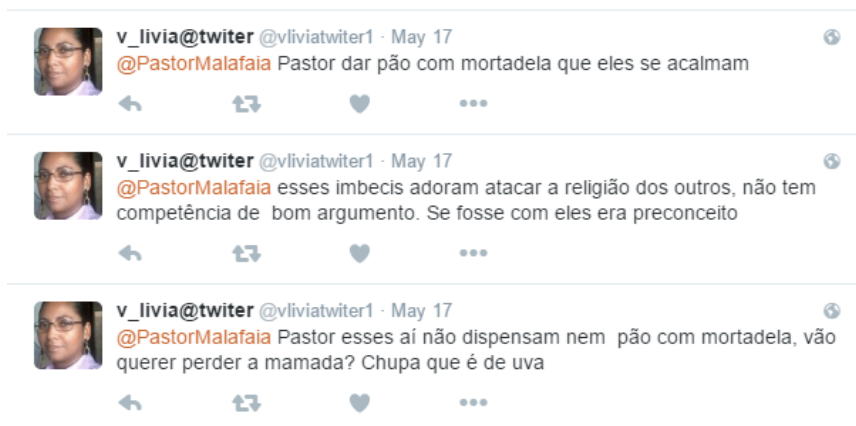 v_livia@twiter @vliviatwiter1 · May 17
@PastorMalafaia Pastor dar pão com mortadela que eles se acalmam
v_livia@twiter @vliviatwiter1 · May 17
@PastorMalafaia esses imbecis adoram atacar a religião dos outros, não tem
competência de  bom argumento. Se fosse com eles era preconceito
v_livia@twiter @vliviatwiter1 · May 17
@PastorMalafaia Pastor esses aí não dispensam nem  pão com mortadela, vão
querer perder a mamada? Chupa que é de uva